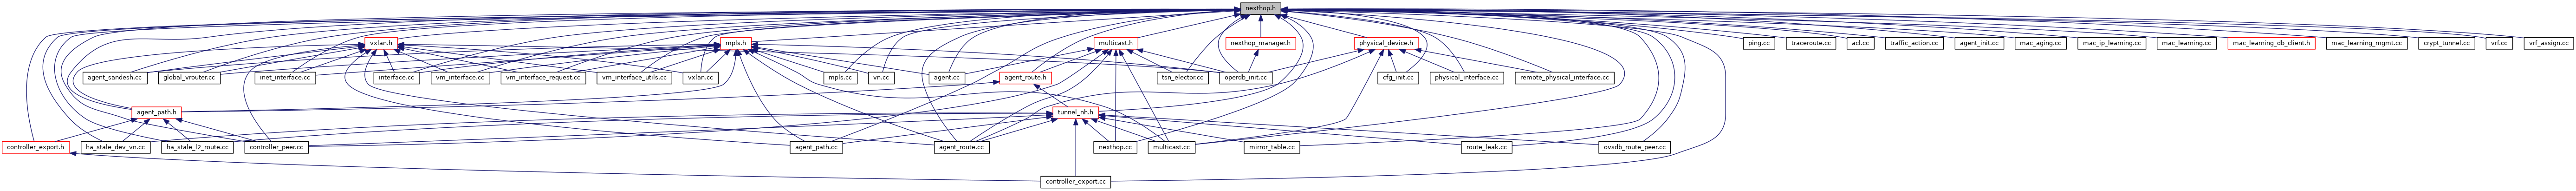 nexthop.h
vxlan.h
mpls.h
multicast.h
nexthop_manager.h
physical_device.h
ping.cc
traceroute.cc
acl.cc
traffic_action.cc
agent_init.cc
mac_aging.cc
mac_ip_learning.cc
mac_learning.cc
mac_learning_db_client.h
mac_learning_mgmt.cc
crypt_tunnel.cc
vrf.cc
vrf_assign.cc
agent_sandesh.cc
global_vrouter.cc
inet_interface.cc
interface.cc
vm_interface.cc
vm_interface_request.cc
vm_interface_utils.cc
vxlan.cc
mpls.cc
vn.cc
agent.cc
agent_route.h
tsn_elector.cc
operdb_init.cc
cfg_init.cc
physical_interface.cc
remote_physical_interface.cc
agent_path.h
tunnel_nh.h
controller_export.h
ha_stale_dev_vn.cc
ha_stale_l2_route.cc
controller_peer.cc
agent_path.cc
agent_route.cc
nexthop.cc
multicast.cc
mirror_table.cc
route_leak.cc
ovsdb_route_peer.cc
controller_export.cc